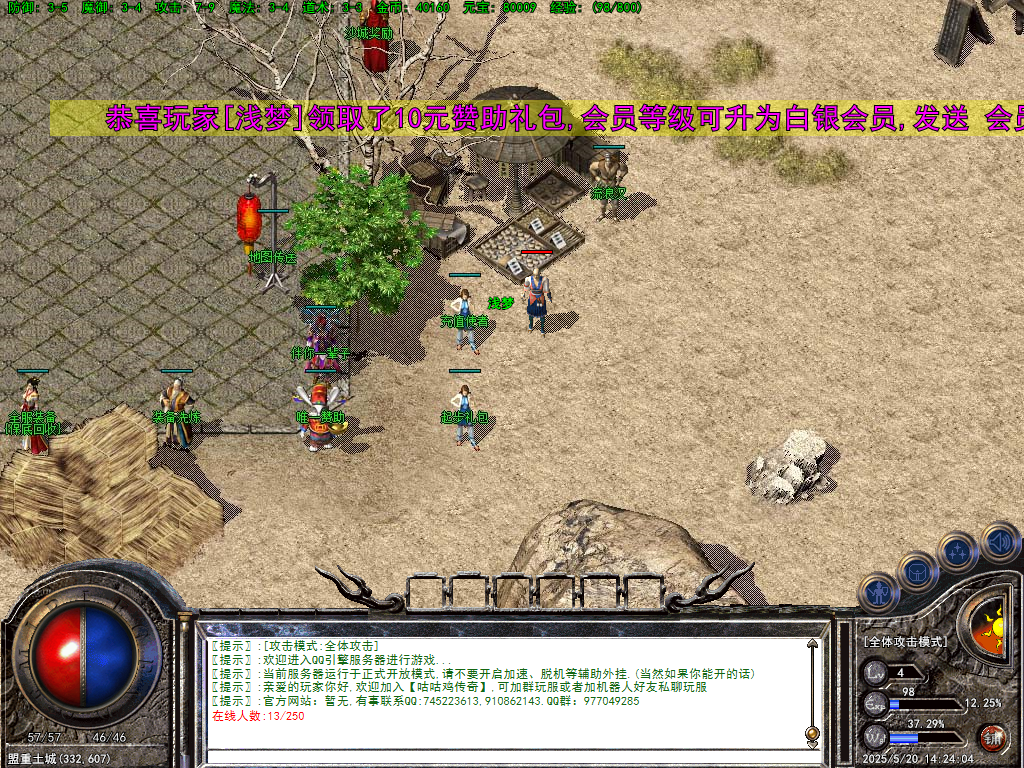 防御: 3-5 魔御: 3-4 攻击: 7-9 魔法: 3-4 道术: 3-3 金币: 40160 元宝: 80009 经验: (98/800)
沙城奖励
恭喜玩家[浅梦]领取了10元赞助礼包,会员等级可升为白银会员,发送 会员
流浪汉
地图传送
浅梦
充值使者
伴你一辈子
全服装备
(保底回收)
装备洗炼
唯一赞助
起步礼包
〖提示〗:[攻击模式:全体攻击]
〖提示〗:欢迎进入QQ引擎服务器进行游戏...
〖提示〗:当前服务器运行于正式开放模式,请不要开启加速、脱机等辅助外挂.(当然如果你能开的话)
〖提示〗:亲爱的玩家你好,欢迎加入【咕咕鸡传奇】,可加群玩服或者加机器人好友私聊玩服
〖提示〗:官方网站: 暂无,有事联系QQ:745223613.910862143.QQ群: 977049285
在线人数:13/250
57/57 46/46
盟重土城(332,607)
[全体攻击模式]
Lv 4
98
Exp 12.25%
37.29%
W
辅
2025/5/20 14:24:04